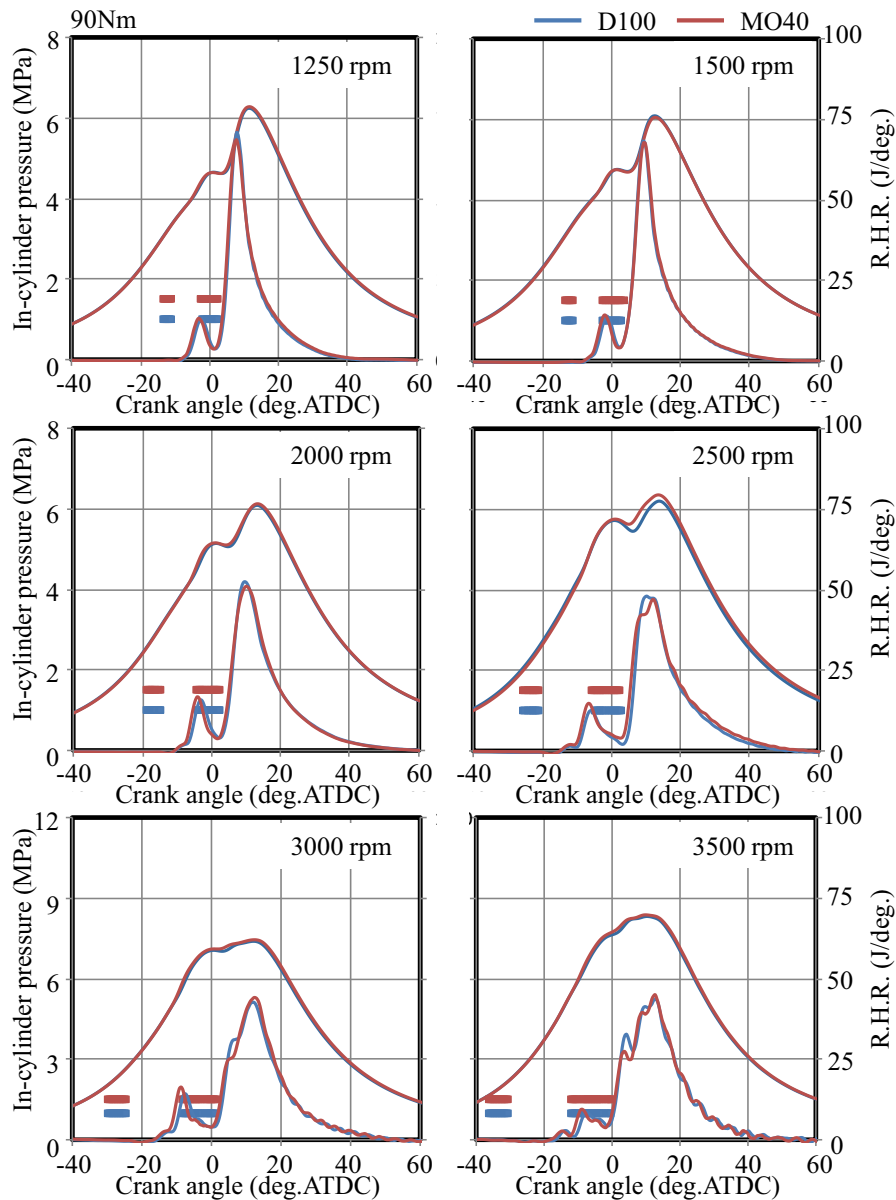 90Nm
D100 MO40
In-cylinder pressure (MPa)
8
6
4
2
0
1250 rpm
-40 -20 0 20 40 60
Crank angle (deg.ATDC)
1500 rpm
100
75
50
25
0
R.H.R. (J/deg.)
-40 -20 0 20 40 60
Crank angle (deg.ATDC)
In-cylinder pressure (MPa)
8
6
4
2
0
2000 rpm
-40 -20 0 20 40 60
Crank angle (deg.ATDC)
2500 rpm
100
75
50
25
0
R.H.R. (J/deg.)
-40 -20 0 20 40 60
Crank angle (deg.ATDC)
In-cylinder pressure (MPa)
12
9
6
3
0
3000 rpm
-40 -20 0 20 40 60
Crank angle (deg.ATDC)
3500 rpm
100
75
50
25
0
R.H.R. (J/deg.)
-40 -20 0 20 40 60
Crank angle (deg.ATDC)